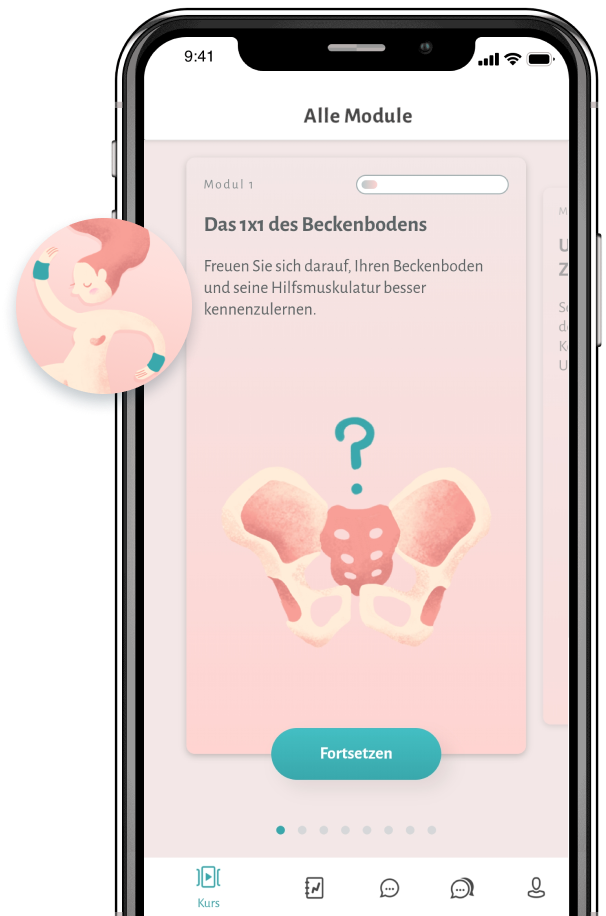 9:41
Alle Module
Modul 1
Das 1x1 des Beckenbodens
Freuen Sie sich darauf, Ihren Beckenboden
und seine Hilfsmuskulatur besser
kennenzulernen.
?
Fortsetzen
Kurs